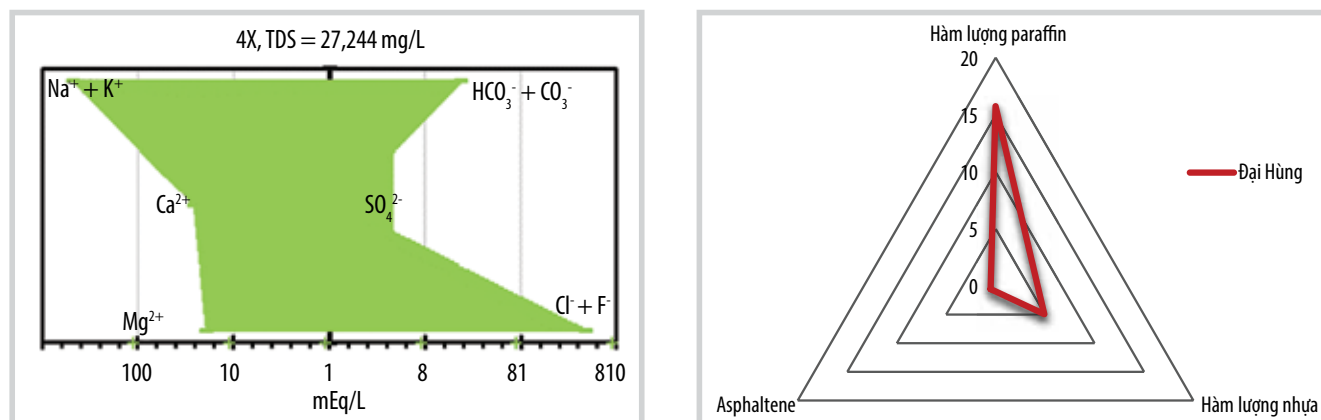 4X, TDS = 27,244 mg/L
Na⁺ + K⁺
HCO₃⁻ + CO₃⁻
Ca²⁺
SO₄²⁻
Mg²⁺
Cl⁻ + F⁻
100 10 1 8 81 810
mEq/L
Hàm lượng paraffin
20
15
10
5
0
Đại Hùng
Asphaltene
Hàm lượng nhựa